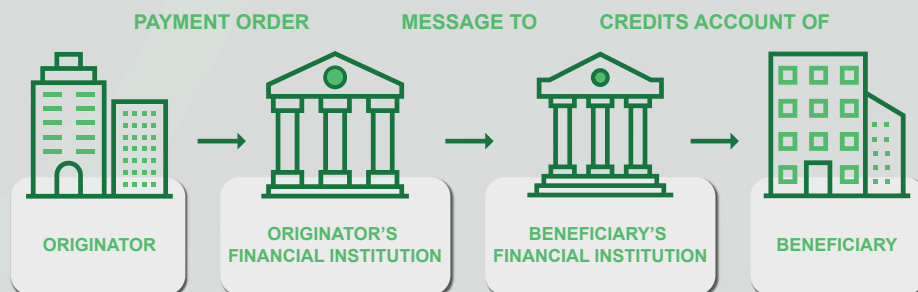 PAYMENT ORDER
MESSAGE TO
CREDITS ACCOUNT OF
ORIGINATOR
ORIGINATOR’S
FINANCIAL INSTITUTION
BENEFICIARY’S
FINANCIAL INSTITUTION
BENEFICIARY